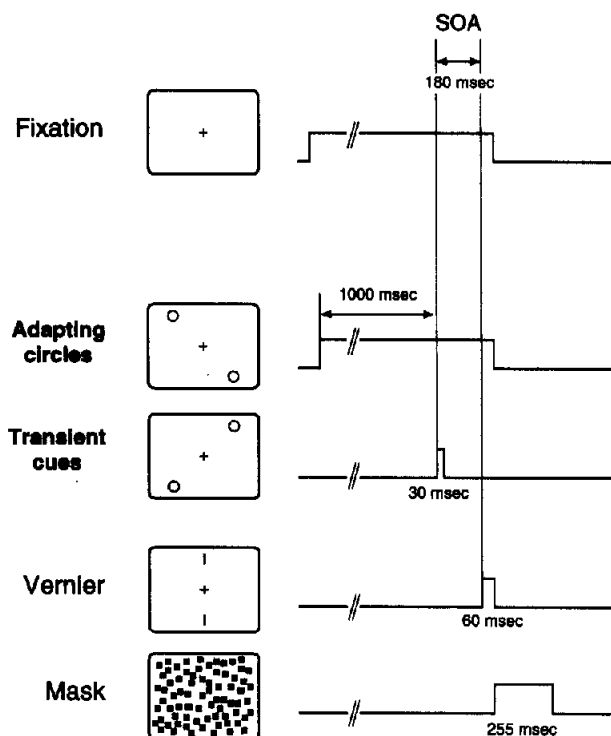 SOA
180 msec
Fixation
1000 msec
Adapting
circles
Transient
cues
30 msec
Vernier
60 msec
Mask
255 msec